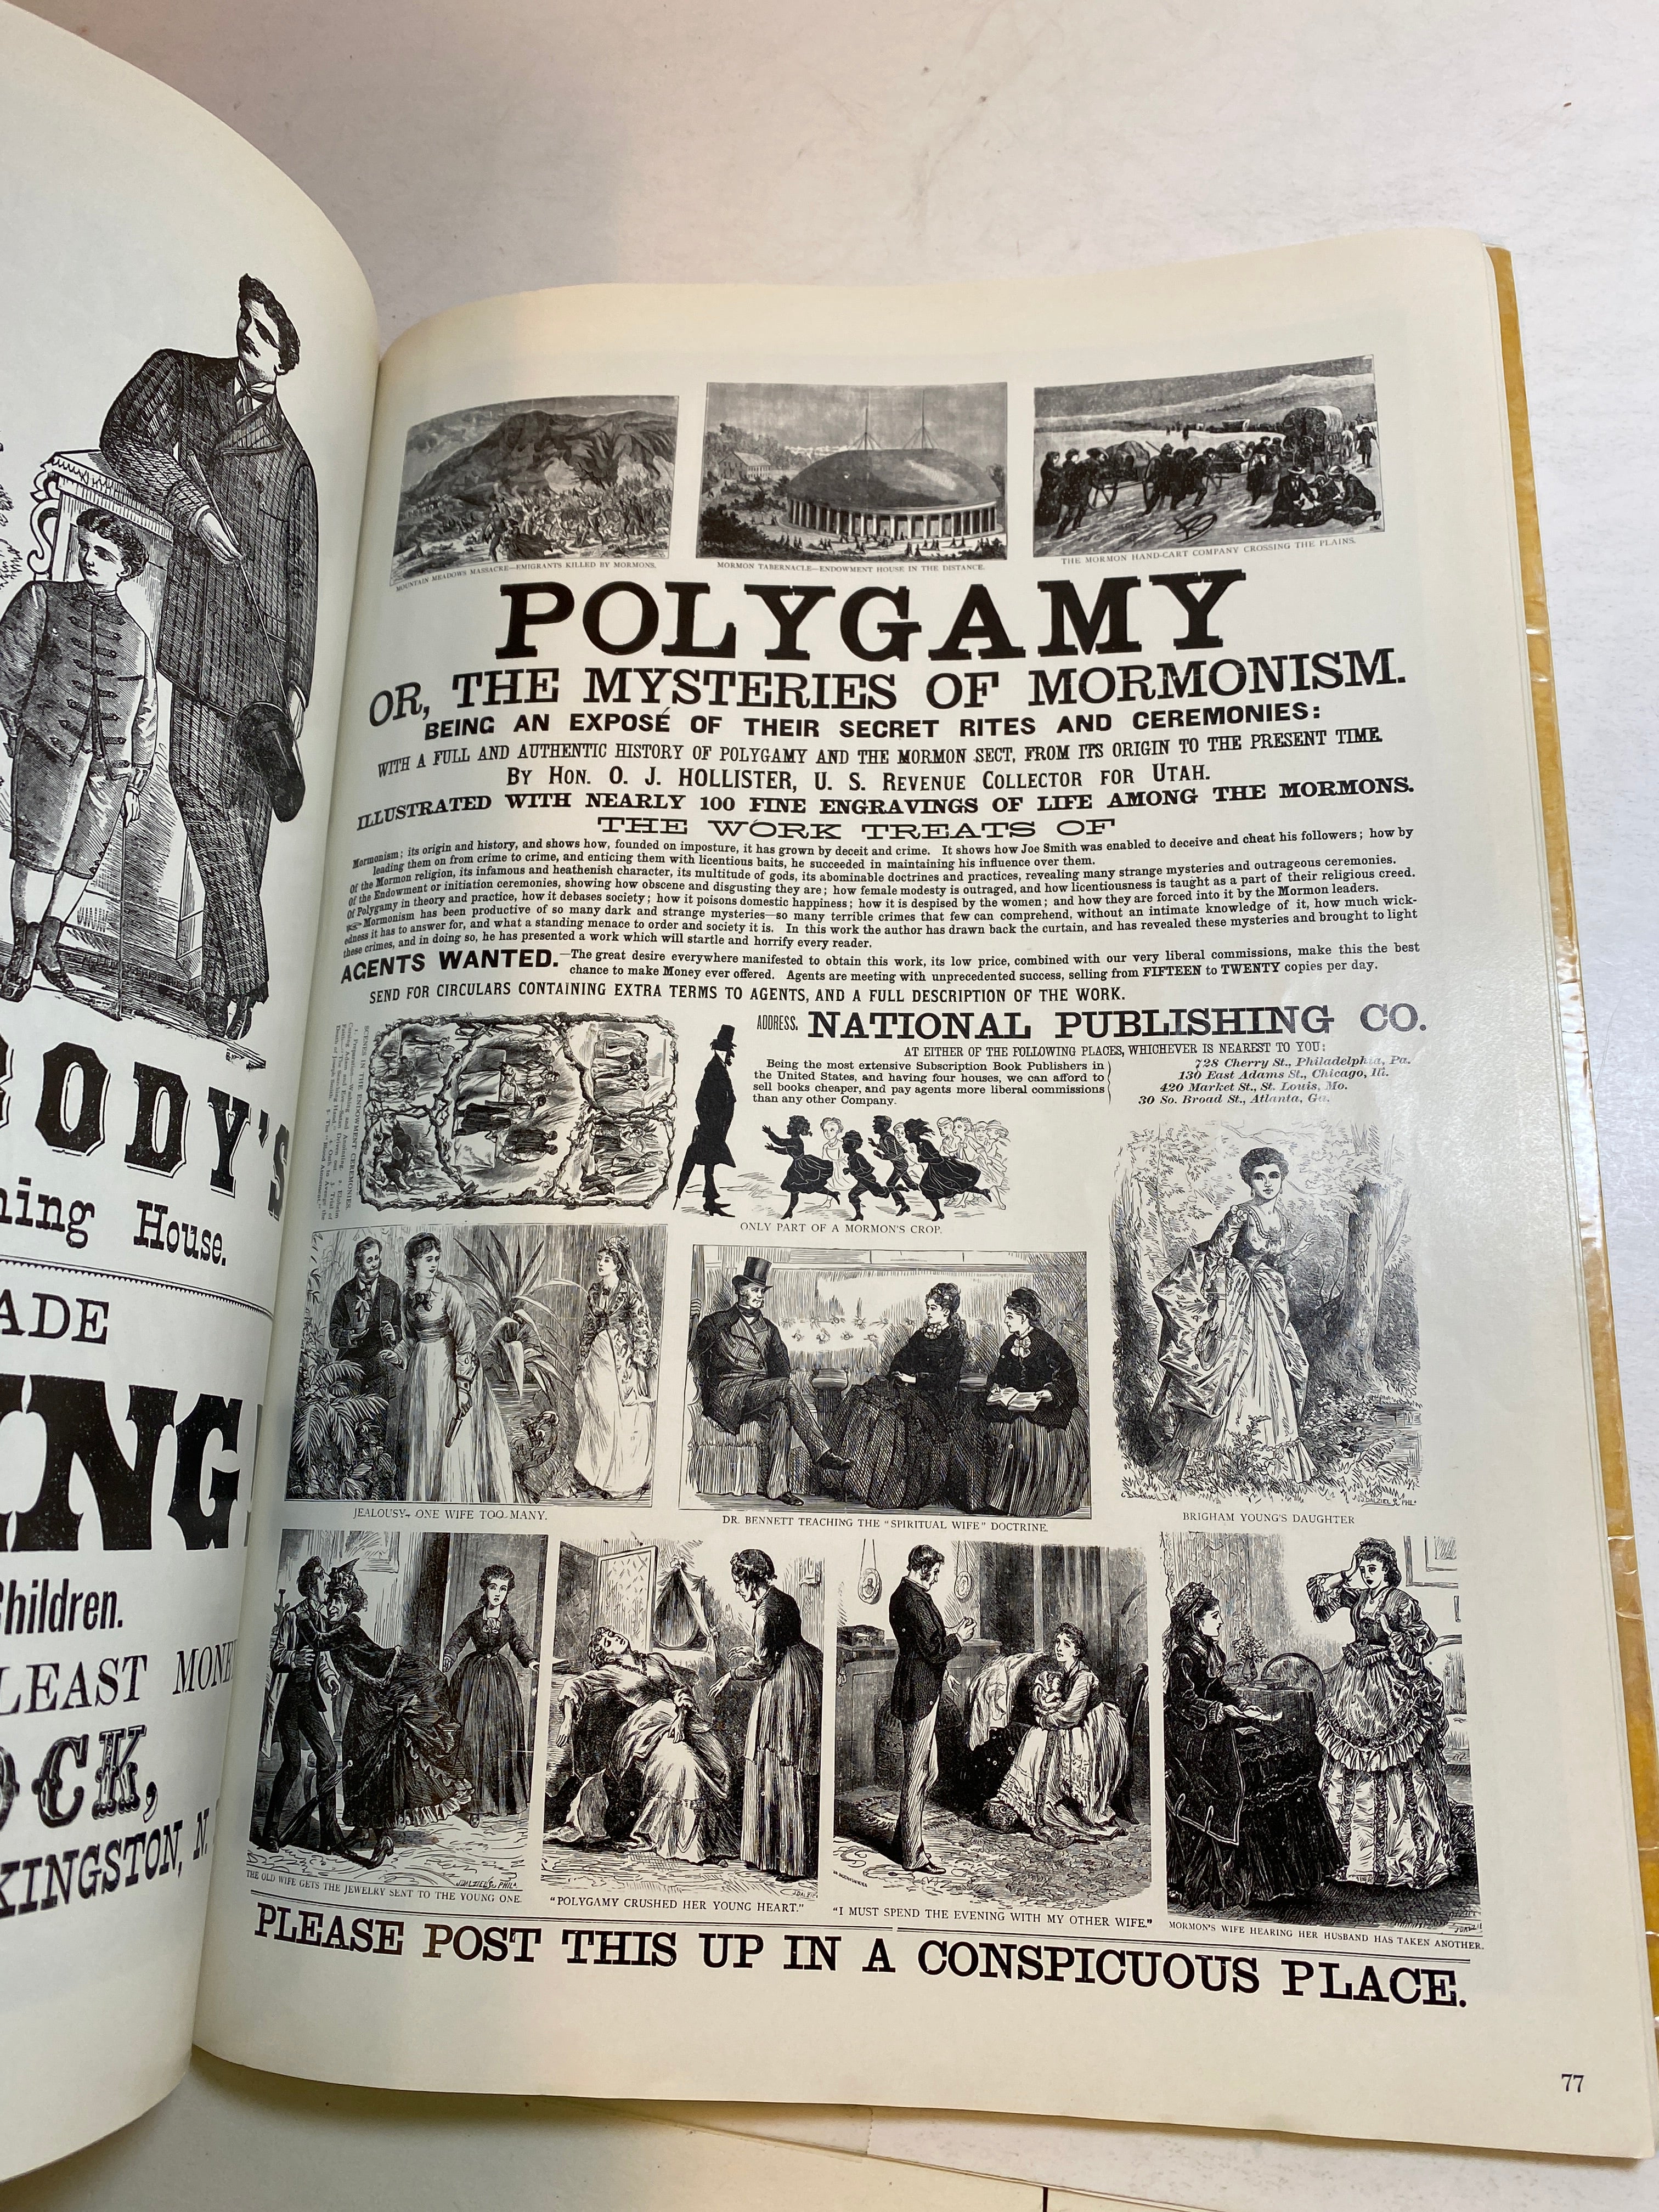 BODY'S
hing House.
ADE
ING
Children.
LEAST MONE
OCK,
KINGSTON, N.
MOUNTAIN MEADOWS MASSACRE—EMIGRANTS KILLED BY MORMONS.
MORMON TABERNACLE—ENDOWMENT HOUSE IN THE DISTANCE.
THE MORMON HAND-CART COMPANY CROSSING THE PLAINS.
POLYGAMY
OR, THE MYSTERIES OF MORMONISM.
BEING AN EXPOSÉ OF THEIR SECRET RITES AND CEREMONIES:
WITH A FULL AND AUTHENTIC HISTORY OF POLYGAMY AND THE MORMON SECT, FROM ITS ORIGIN TO THE PRESENT TIME.
BY HON. O. J. HOLLISTER, U. S. REVENUE COLLECTOR FOR UTAH.
ILLUSTRATED WITH NEARLY 100 FINE ENGRAVINGS OF LIFE AMONG THE MORMONS.
THE WORK TREATS OF
Mormonism; its origin and history, and shows how, founded on imposture, it has grown by deceit and crime. It shows how Joe Smith was enabled to deceive and cheat his followers; how by
leading them on from crime to crime, and enticing them with licentious baits, he succeeded in maintaining his influence over them.
Of the Mormon religion, its infamous and heathenish character, its multitude of gods, its abominable doctrines and practices, revealing many strange mysteries and outrageous ceremonies.
Of the Endowment or initiation ceremonies, showing how obscene and disgusting they are; how female modesty is outraged, and how licentiousness is taught as a part of their religious creed.
Of Polygamy in theory and practice, how it debases society; how it poisons domestic happiness; how it is despised by the women; and how they are forced into it by the Mormon leaders.
Mormonism has been productive of so many dark and strange mysteries—so many terrible crimes that few can comprehend, without an intimate knowledge of it, how much wick-
edness it has to answer for, and what a standing menace to order and society it is. In this work the author has drawn back the curtain, and has revealed these mysteries and brought to light
these crimes, and in doing so, he has presented a work which will startle and horrify every reader.
AGENTS WANTED.—The great desire everywhere manifested to obtain this work, its low price, combined with our very liberal commissions, make this the best
chance to make Money ever offered. Agents are meeting with unprecedented success, selling from FIFTEEN to TWENTY copies per day.
SEND FOR CIRCULARS CONTAINING EXTRA TERMS TO AGENTS, AND A FULL DESCRIPTION OF THE WORK.
ADDRESS, NATIONAL PUBLISHING CO.
AT EITHER OF THE FOLLOWING PLACES, WHICHEVER IS NEAREST TO YOU:
Being the most extensive Subscription Book Publishers in
the United States, and having four houses, we can afford to
sell books cheaper, and pay agents more liberal commissions
than any other Company.
728 Cherry St., Philadelphia, Pa.
130 East Adams St., Chicago, Ill.
420 Market St., St. Louis, Mo.
30 So. Broad St., Atlanta, Ga.
SCENES IN THE ENDOWMENT CEREMONIES.
ONLY PART OF A MORMON'S CROP.
JEALOUSY—ONE WIFE TOO MANY.
DR. BENNETT TEACHING THE "SPIRITUAL WIFE" DOCTRINE.
BRIGHAM YOUNG'S DAUGHTER
THE OLD WIFE GETS THE JEWELRY SENT TO THE YOUNG ONE.
"POLYGAMY CRUSHED HER YOUNG HEART."
"I MUST SPEND THE EVENING WITH MY OTHER WIFE."
MORMON'S WIFE HEARING HER HUSBAND HAS TAKEN ANOTHER.
PLEASE POST THIS UP IN A CONSPICUOUS PLACE.
77